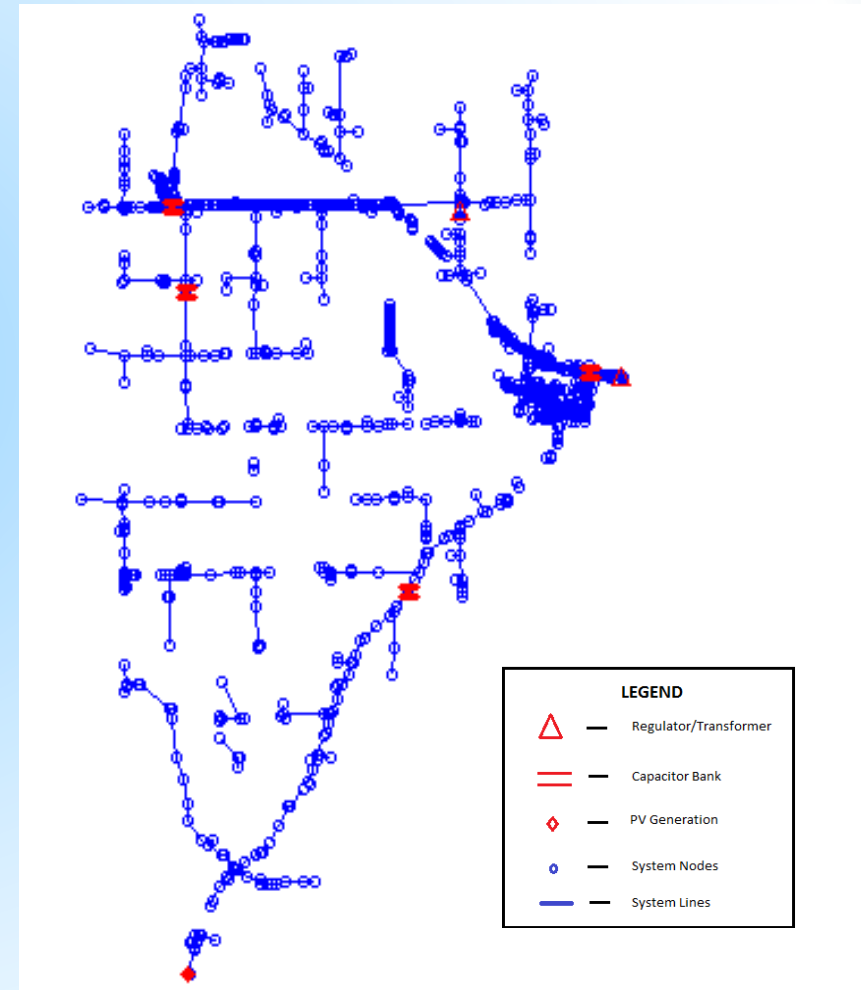 LEGEND
Regulator/Transformer
Capacitor Bank
PV Generation
System Nodes
System Lines